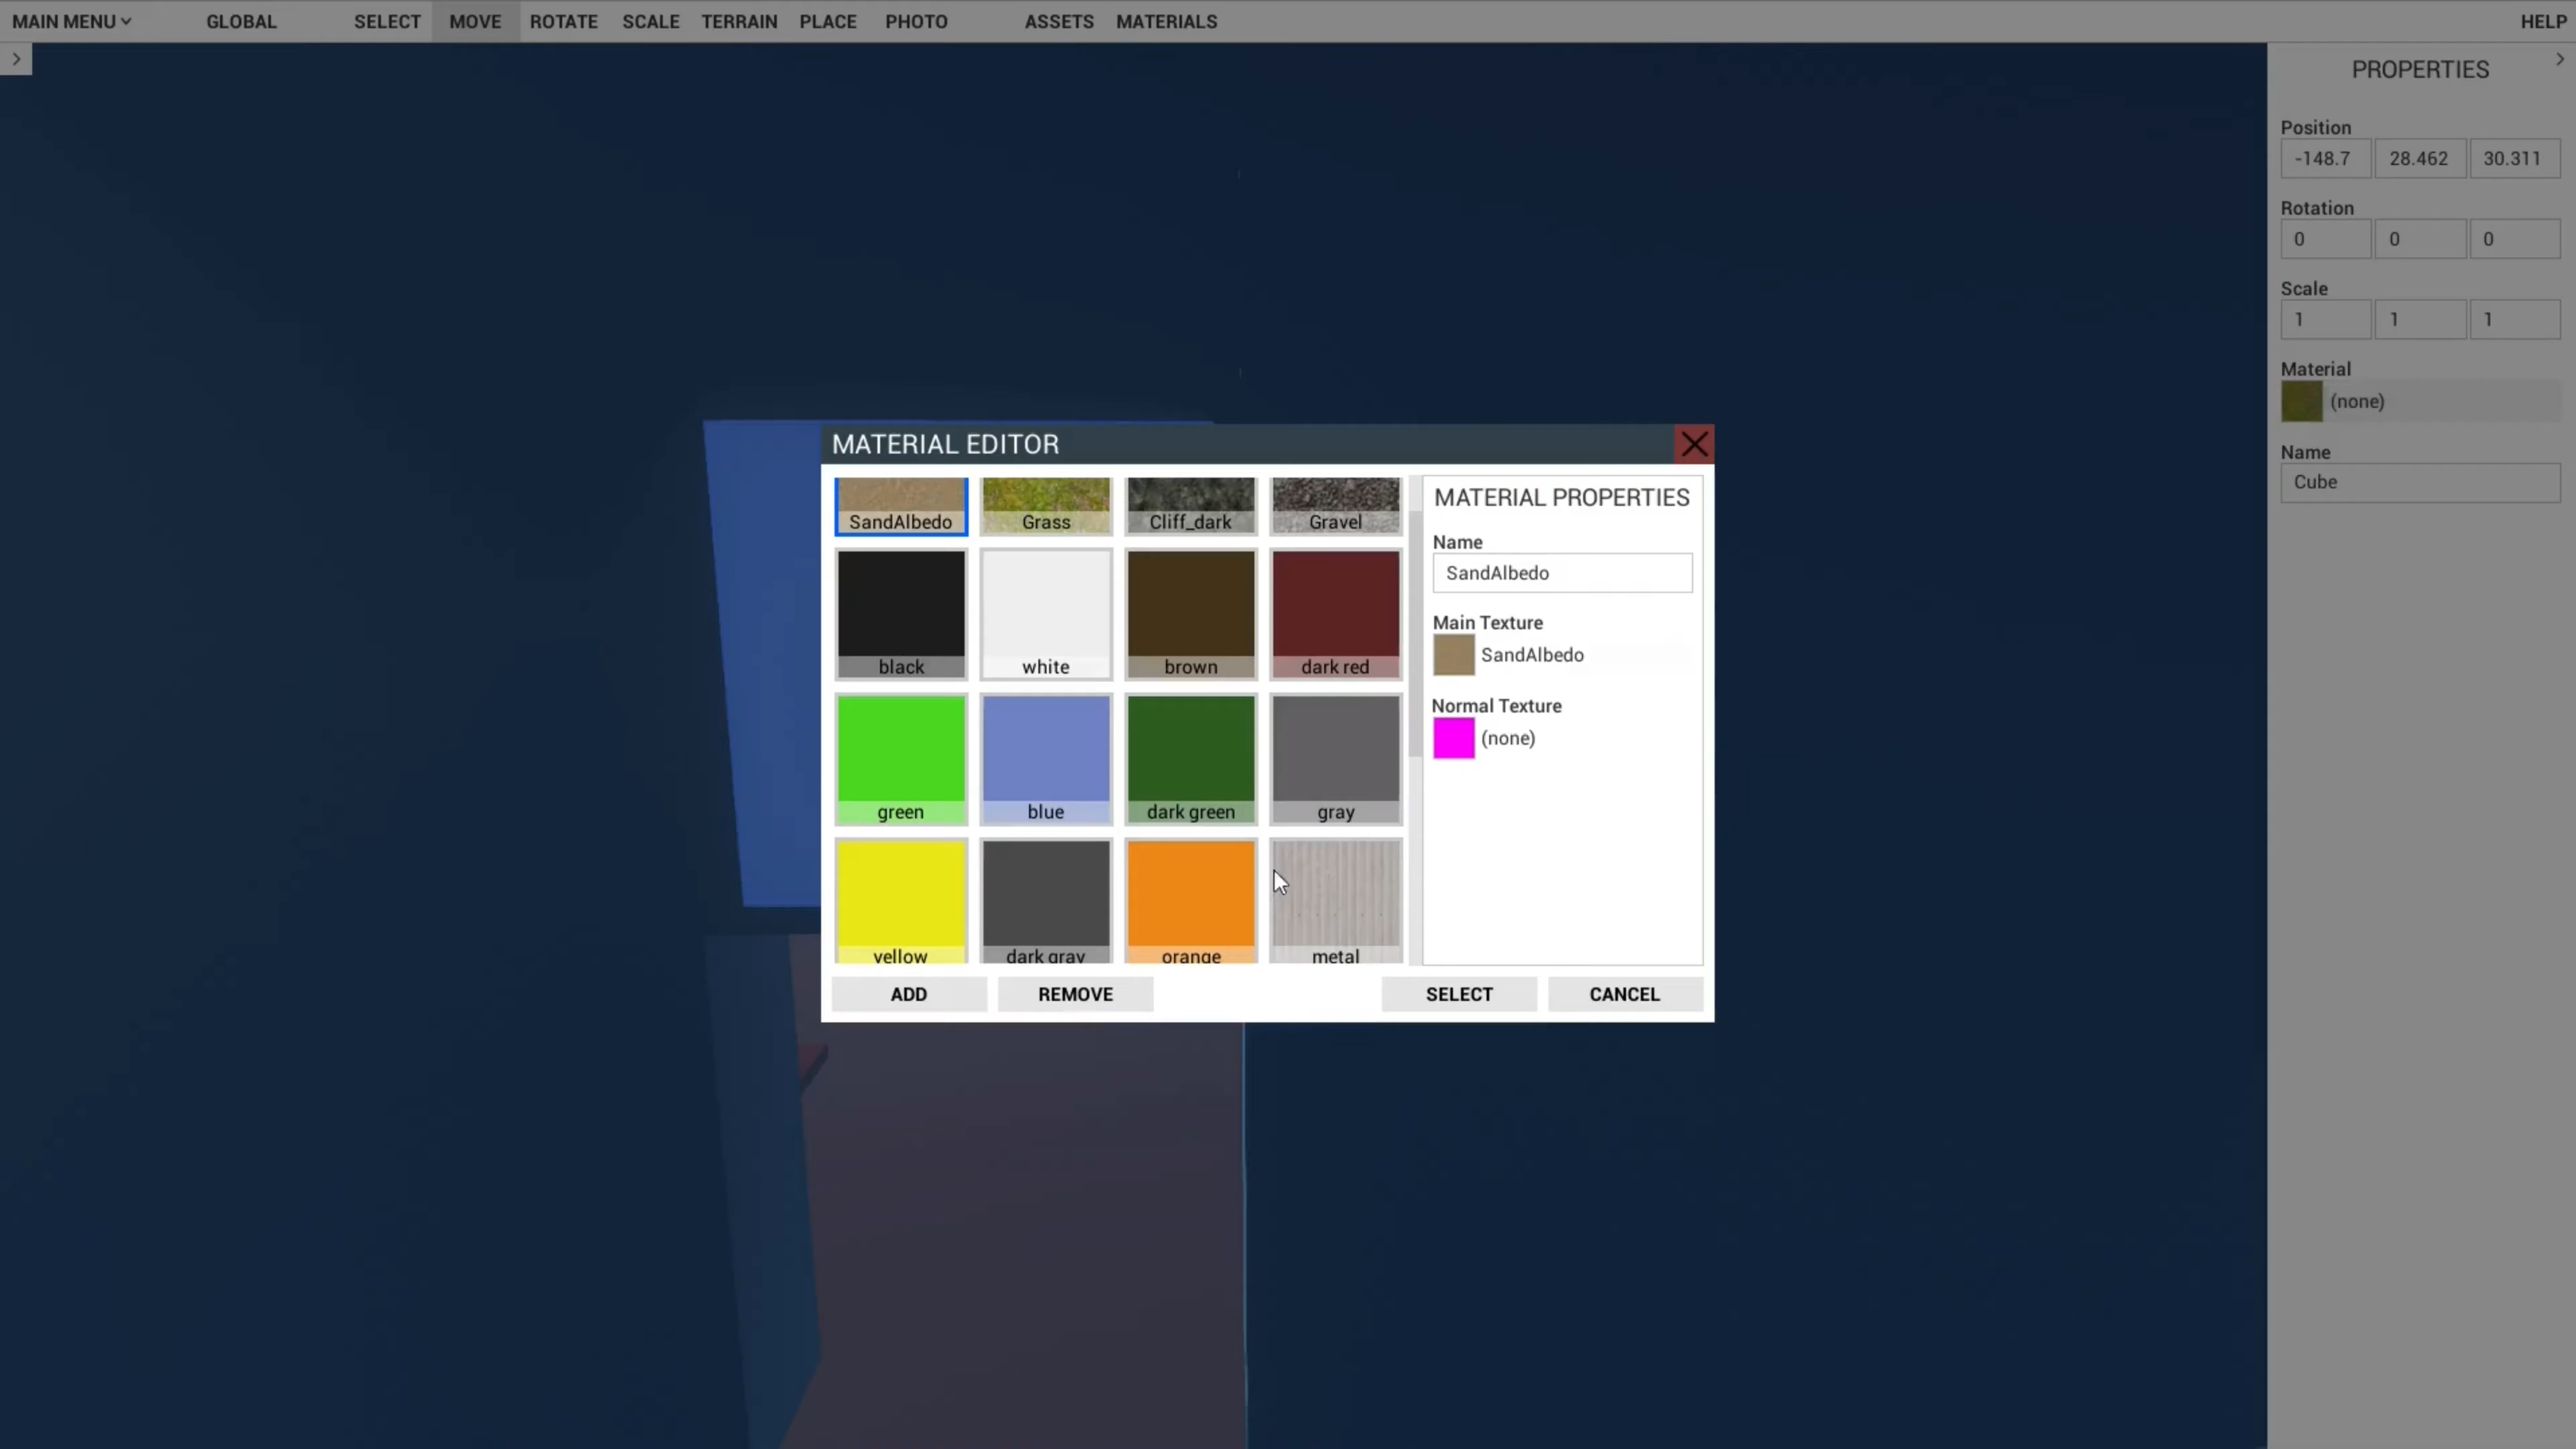 MAIN MENU GLOBAL SELECT MOVE ROTATE SCALE TERRAIN PLACE PHOTO ASSETS MATERIALS HELP
PROPERTIES
Position
-148.7 28.462 30.311
Rotation
0 0 0
Scale
1 1 1
Material
(none)
Name
Cube
MATERIAL EDITOR
SandAlbedo Grass Cliff_dark Gravel
black white brown dark red
green blue dark green gray
yellow dark gray orange metal
ADD REMOVE SELECT CANCEL
MATERIAL PROPERTIES
Name
SandAlbedo
Main Texture
SandAlbedo
Normal Texture
(none)